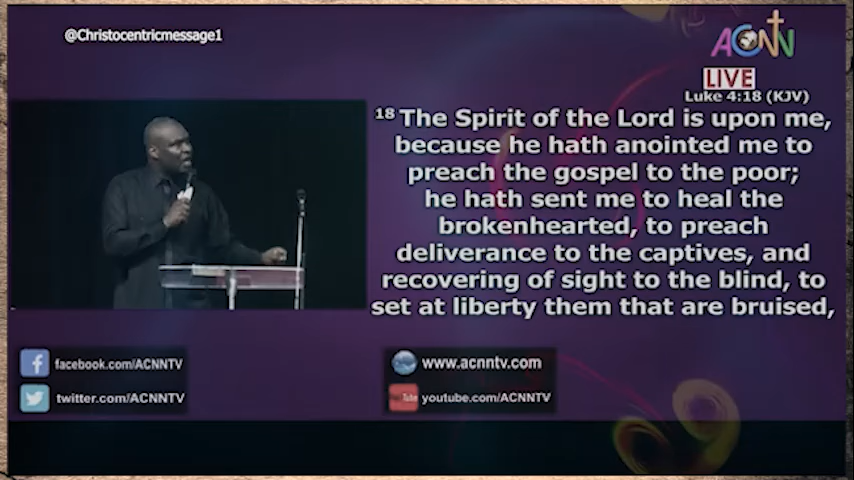 @Christocentricmessage1
ACNN
LIVE
Luke 4:18 (KJV)
18 The Spirit of the Lord is upon me,
because he hath anointed me to
preach the gospel to the poor;
he hath sent me to heal the
brokenhearted, to preach
deliverance to the captives, and
recovering of sight to the blind, to
set at liberty them that are bruised,
facebook.com/ACNNTV
www.acnntv.com
twitter.com/ACNNTV
youtube.com/ACNNTV